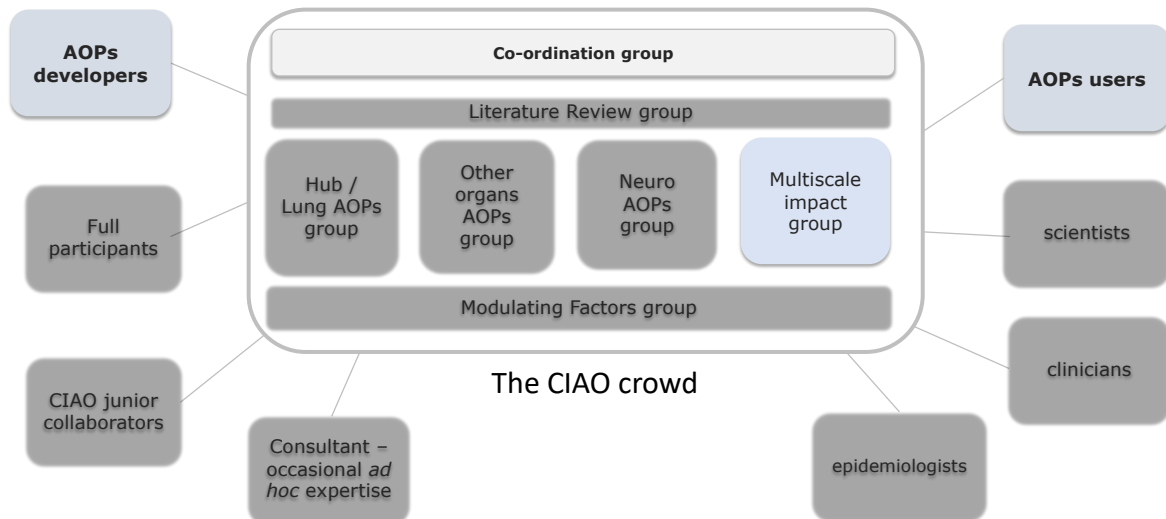 AOPs
developers
Co-ordination group
AOPs users
Literature Review group
Hub /
Lung AOPs
group
Other
organs
AOPs
group
Neuro
AOPs
group
Multiscale
impact
group
Full
participants
scientists
Modulating Factors group
The CIAO crowd
clinicians
CIAO junior
collaborators
Consultant –
occasional ad
hoc expertise
epidemiologists